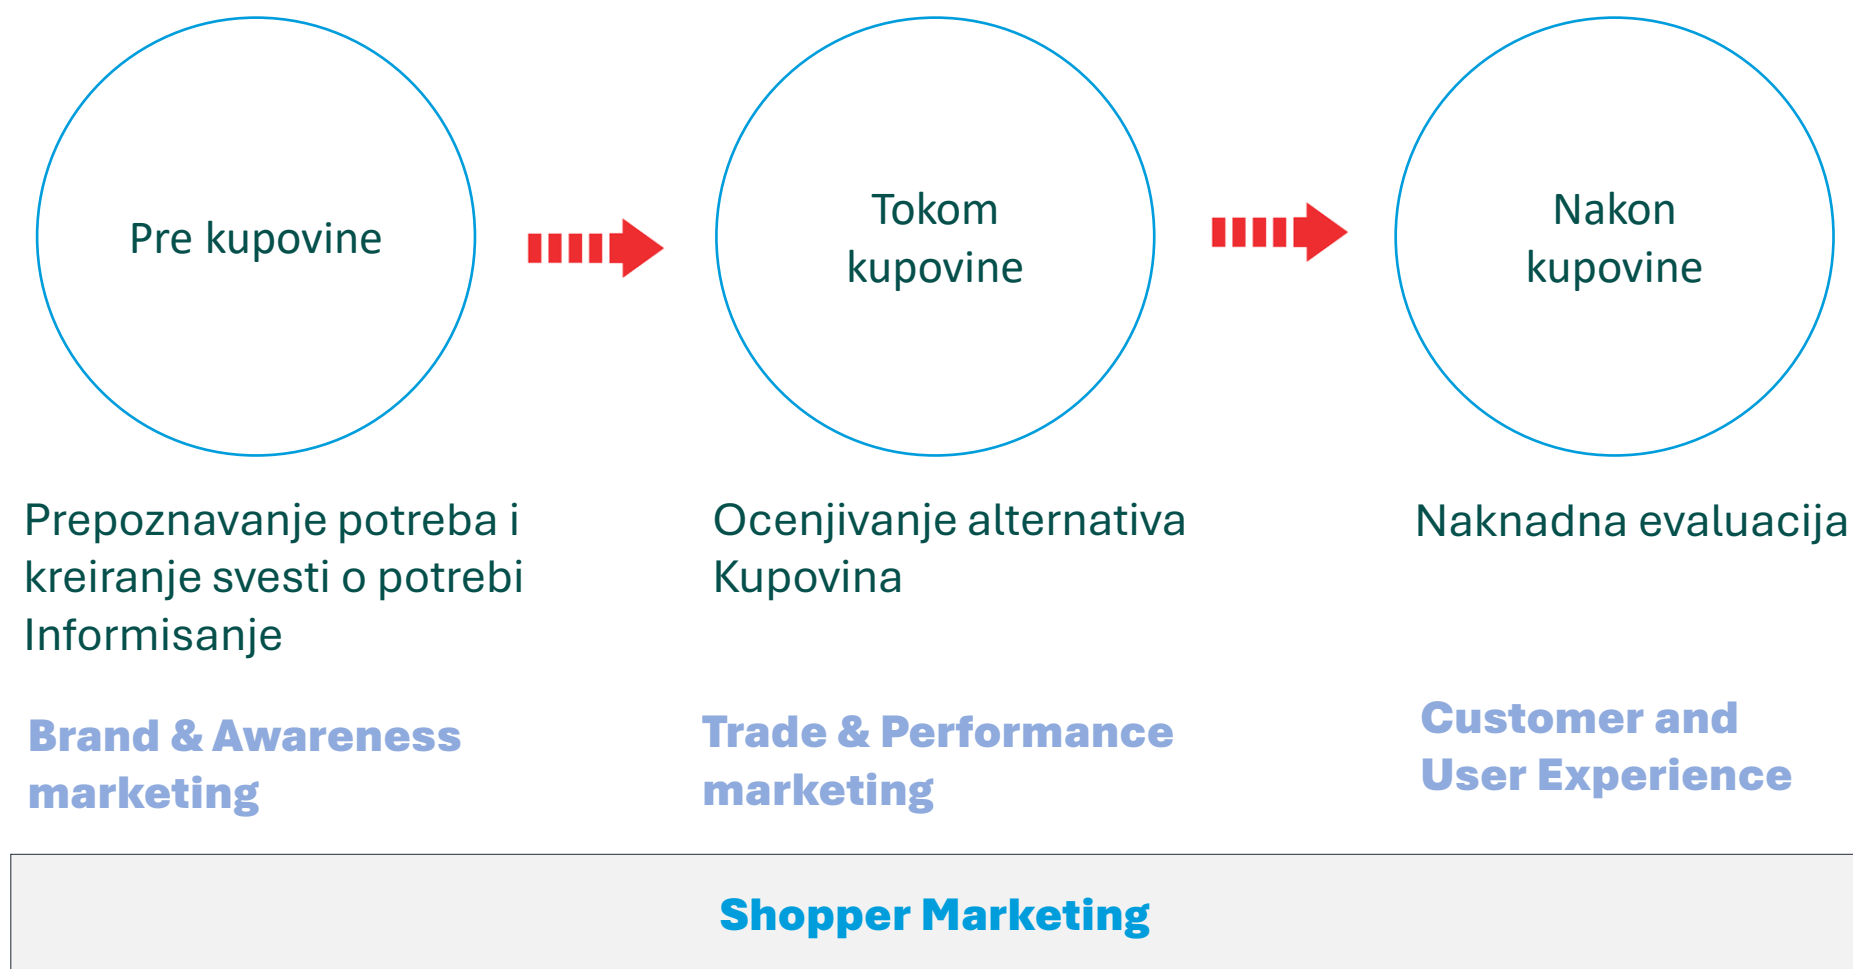 Pre kupovine
Tokom
kupovine
Nakon
kupovine
Prepoznavanje potreba i
kreiranje svesti o potrebi
Informisanje
Ocenjivanje alternativa
Kupovina
Naknadna evaluacija
Brand & Awareness
marketing
Trade & Performance
marketing
Customer and
User Experience
Shopper Marketing